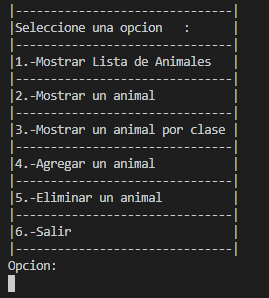 |-------------------------------|
|Seleccione una opcion   :      |
|-------------------------------|
|1.-Mostrar Lista de Animales   |
|-------------------------------|
|2.-Mostrar un animal           |
|-------------------------------|
|3.-Mostrar un animal por clase |
|-------------------------------|
|4.-Agregar un animal           |
|-------------------------------|
|5.-Eliminar un animal          |
|-------------------------------|
|6.-Salir                       |
|-------------------------------|
Opcion: